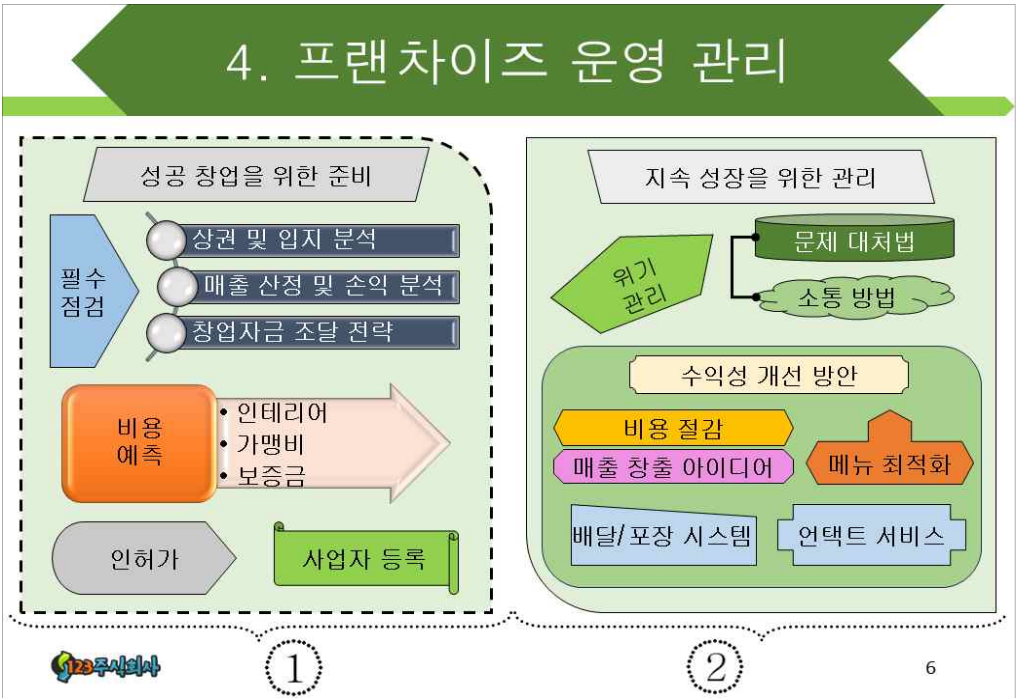 4. 프랜차이즈 운영 관리
성공 창업을 위한 준비
필수
점검
상권 및 입지 분석
매출 산정 및 손익 분석
창업자금 조달 전략
비용
예측
• 인테리어
• 가맹비
• 보증금
인허가
사업자 등록
①
지속 성장을 위한 관리
위기
관리
문제 대처법
소통 방법
수익성 개선 방안
비용 절감
매출 창출 아이디어
메뉴 최적화
배달/포장 시스템
언택트 서비스
②
123주식회사
6